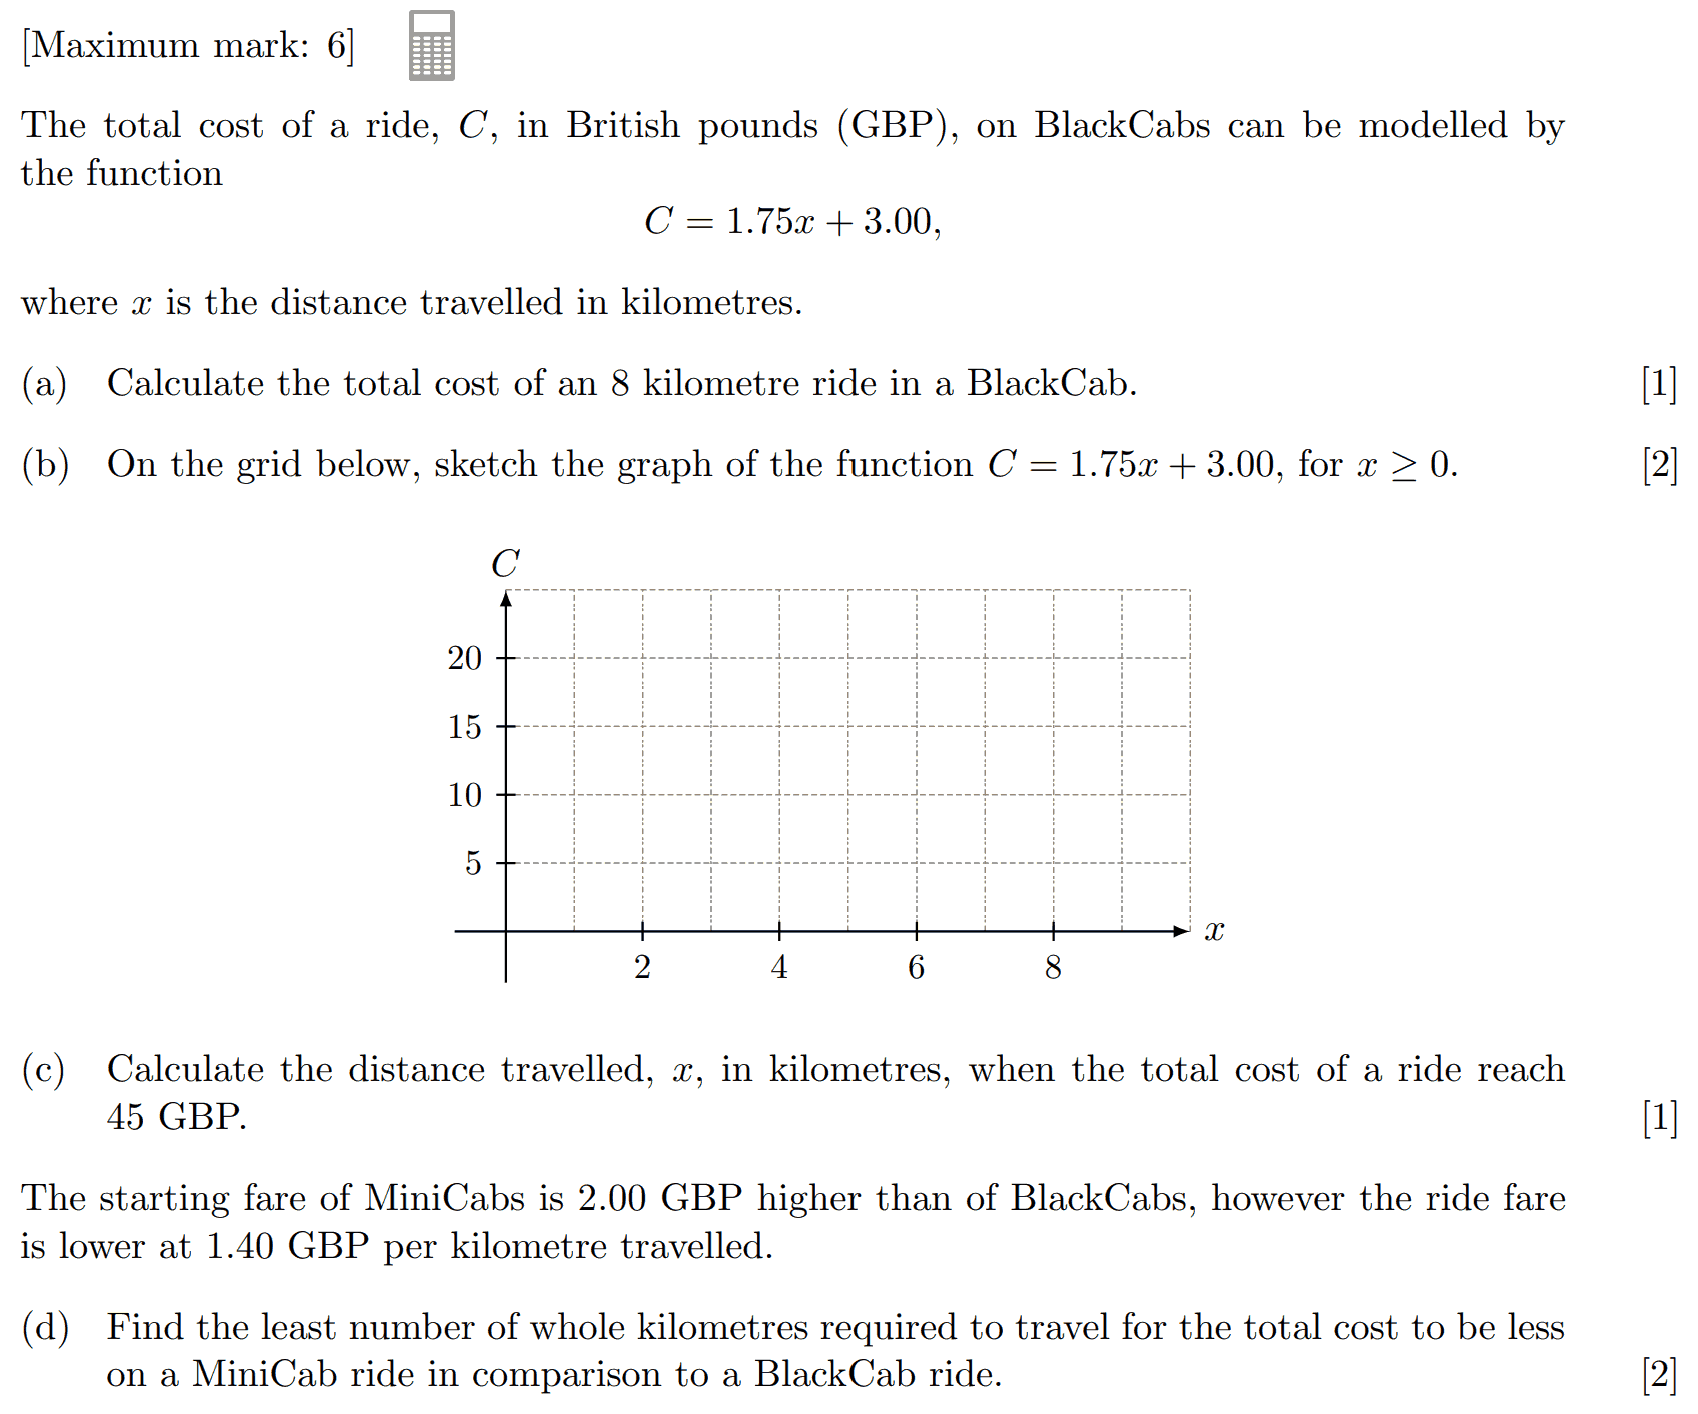 [Maximum mark: 6]
The total cost of a ride, C, in British pounds (GBP), on BlackCabs can be modelled by
the function
C = 1.75x + 3.00,
where x is the distance travelled in kilometres.
(a) Calculate the total cost of an 8 kilometre ride in a BlackCab. [1]
(b) On the grid below, sketch the graph of the function C = 1.75x + 3.00, for x ≥ 0. [2]
C
20
15
10
5
x
2 4 6 8
(c) Calculate the distance travelled, x, in kilometres, when the total cost of a ride reach
45 GBP. [1]
The starting fare of MiniCabs is 2.00 GBP higher than of BlackCabs, however the ride fare
is lower at 1.40 GBP per kilometre travelled.
(d) Find the least number of whole kilometres required to travel for the total cost to be less
on a MiniCab ride in comparison to a BlackCab ride. [2]